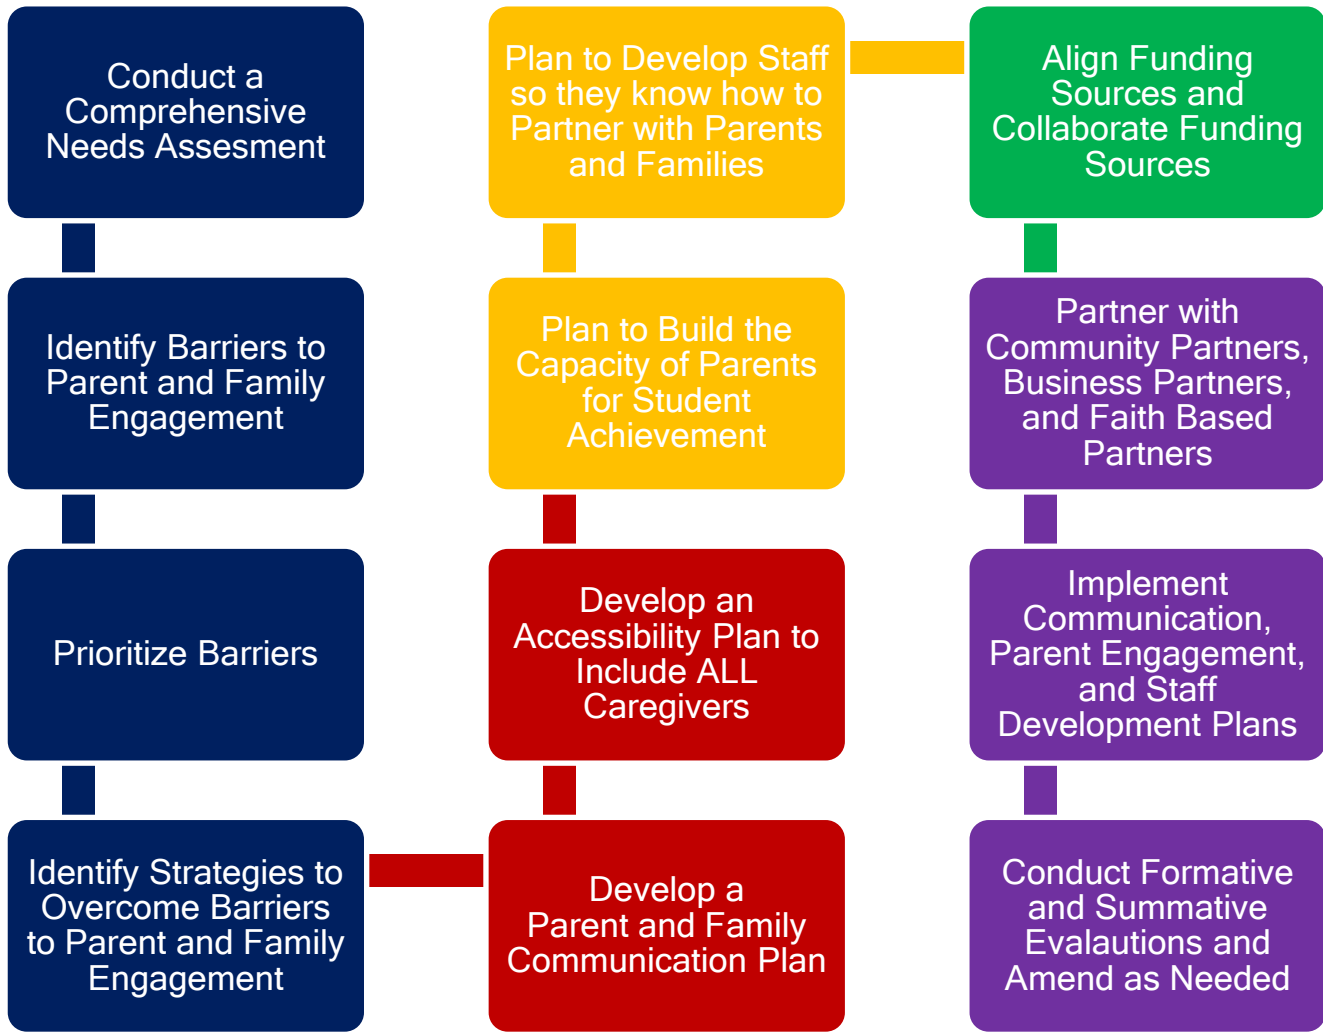 Conduct a
Comprehensive
Needs Assesment
Identify Barriers to
Parent and Family
Engagement
Prioritize Barriers
Identify Strategies to
Overcome Barriers
to Parent and Family
Engagement
Develop a
Parent and Family
Communication Plan
Develop an
Accessibility Plan to
Include ALL
Caregivers
Plan to Build the
Capacity of Parents
for Student
Achievement
Plan to Develop Staff
so they know how to
Partner with Parents
and Families
Align Funding
Sources and
Collaborate Funding
Sources
Partner with
Community Partners,
Business Partners,
and Faith Based
Partners
Implement
Communication,
Parent Engagement,
and Staff
Development Plans
Conduct Formative
and Summative
Evalautions and
Amend as Needed